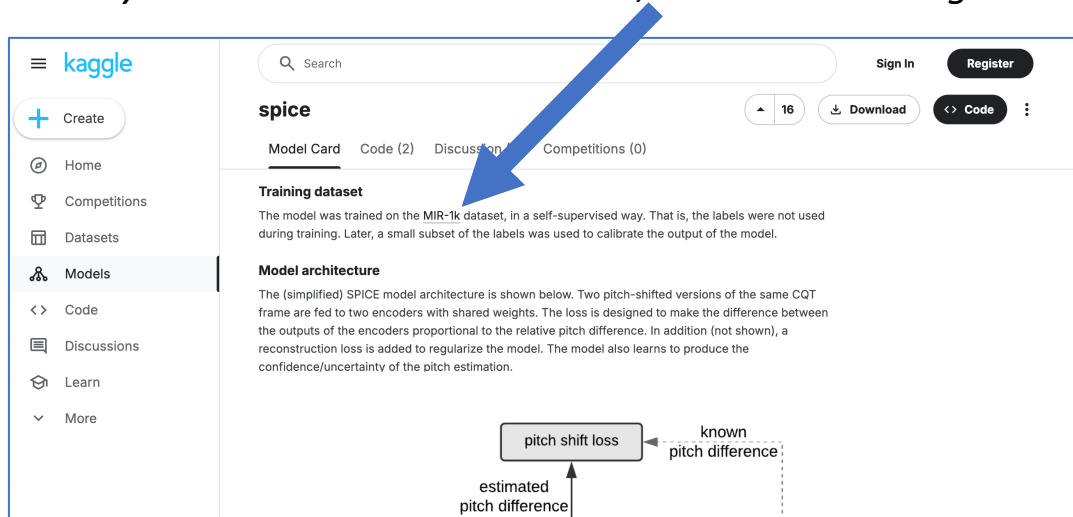 kaggle
Search
Sign In
Register
Create
spice
16
Download
<> Code
Model Card
Code (2)
Discussion
Competitions (0)
Home
Competitions
Datasets
Models
<> Code
Discussions
Learn
More
Training dataset
The model was trained on the MIR-1k dataset, in a self-supervised way. That is, the labels were not used
during training. Later, a small subset of the labels was used to calibrate the output of the model.
Model architecture
The (simplified) SPICE model architecture is shown below. Two pitch-shifted versions of the same CQT
frame are fed to two encoders with shared weights. The loss is designed to make the difference between
the outputs of the encoders proportional to the relative pitch difference. In addition (not shown), a
reconstruction loss is added to regularize the model. The model also learns to produce the
confidence/uncertainty of the pitch estimation.
pitch shift loss
known
pitch difference
estimated
pitch difference